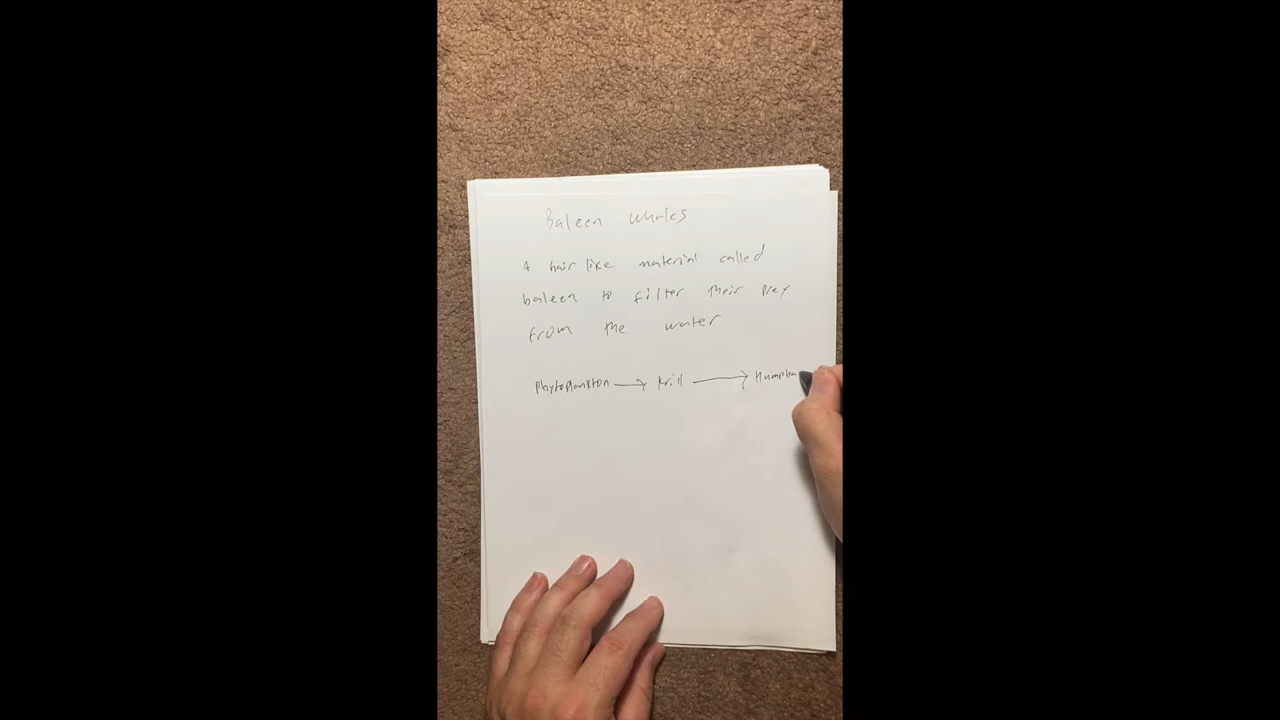 Baleen whales
A hair like material called
baleen to filter their prey
from the water
Phytoplankton → krill → Humpba